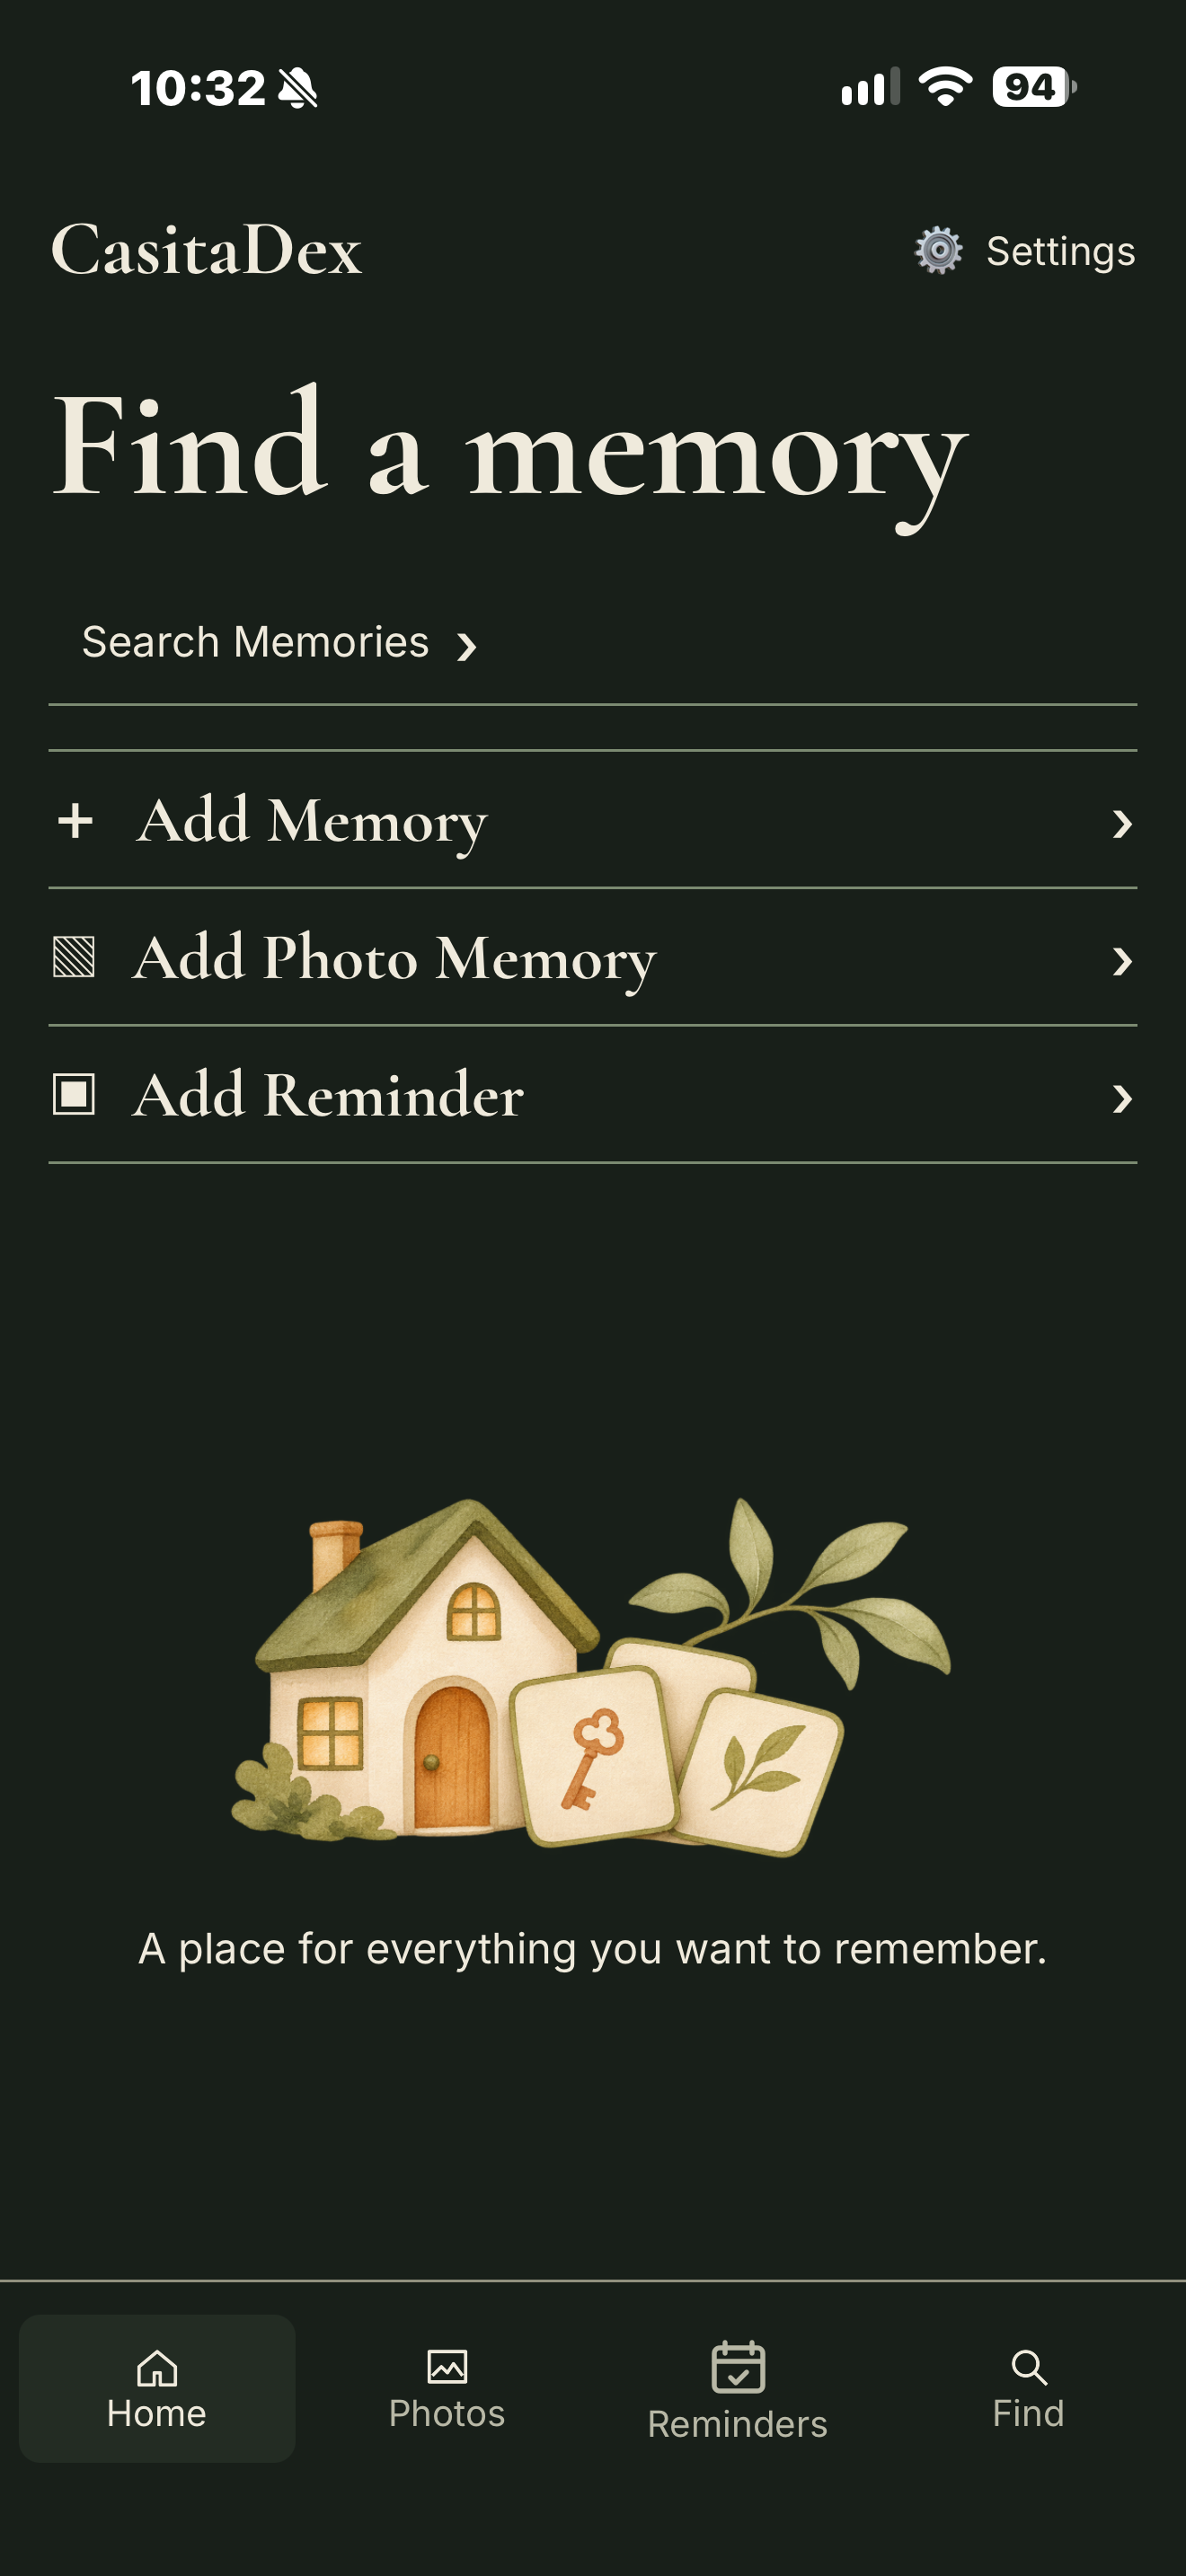 10:32
94
CasitaDex
Settings
Find a memory
Search Memories ›
+ Add Memory ›
▧ Add Photo Memory ›
▣ Add Reminder ›
A place for everything you want to remember.
Home
Photos
Reminders
Find